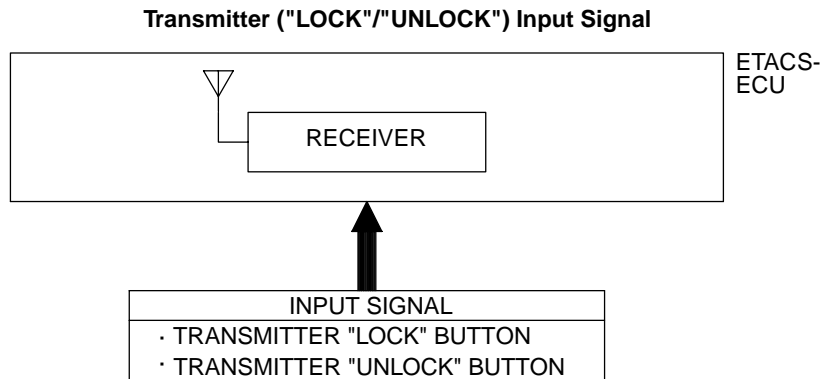 Transmitter ("LOCK"/"UNLOCK") Input Signal
ETACS-
ECU
RECEIVER
INPUT SIGNAL
· TRANSMITTER "LOCK" BUTTON
· TRANSMITTER "UNLOCK" BUTTON